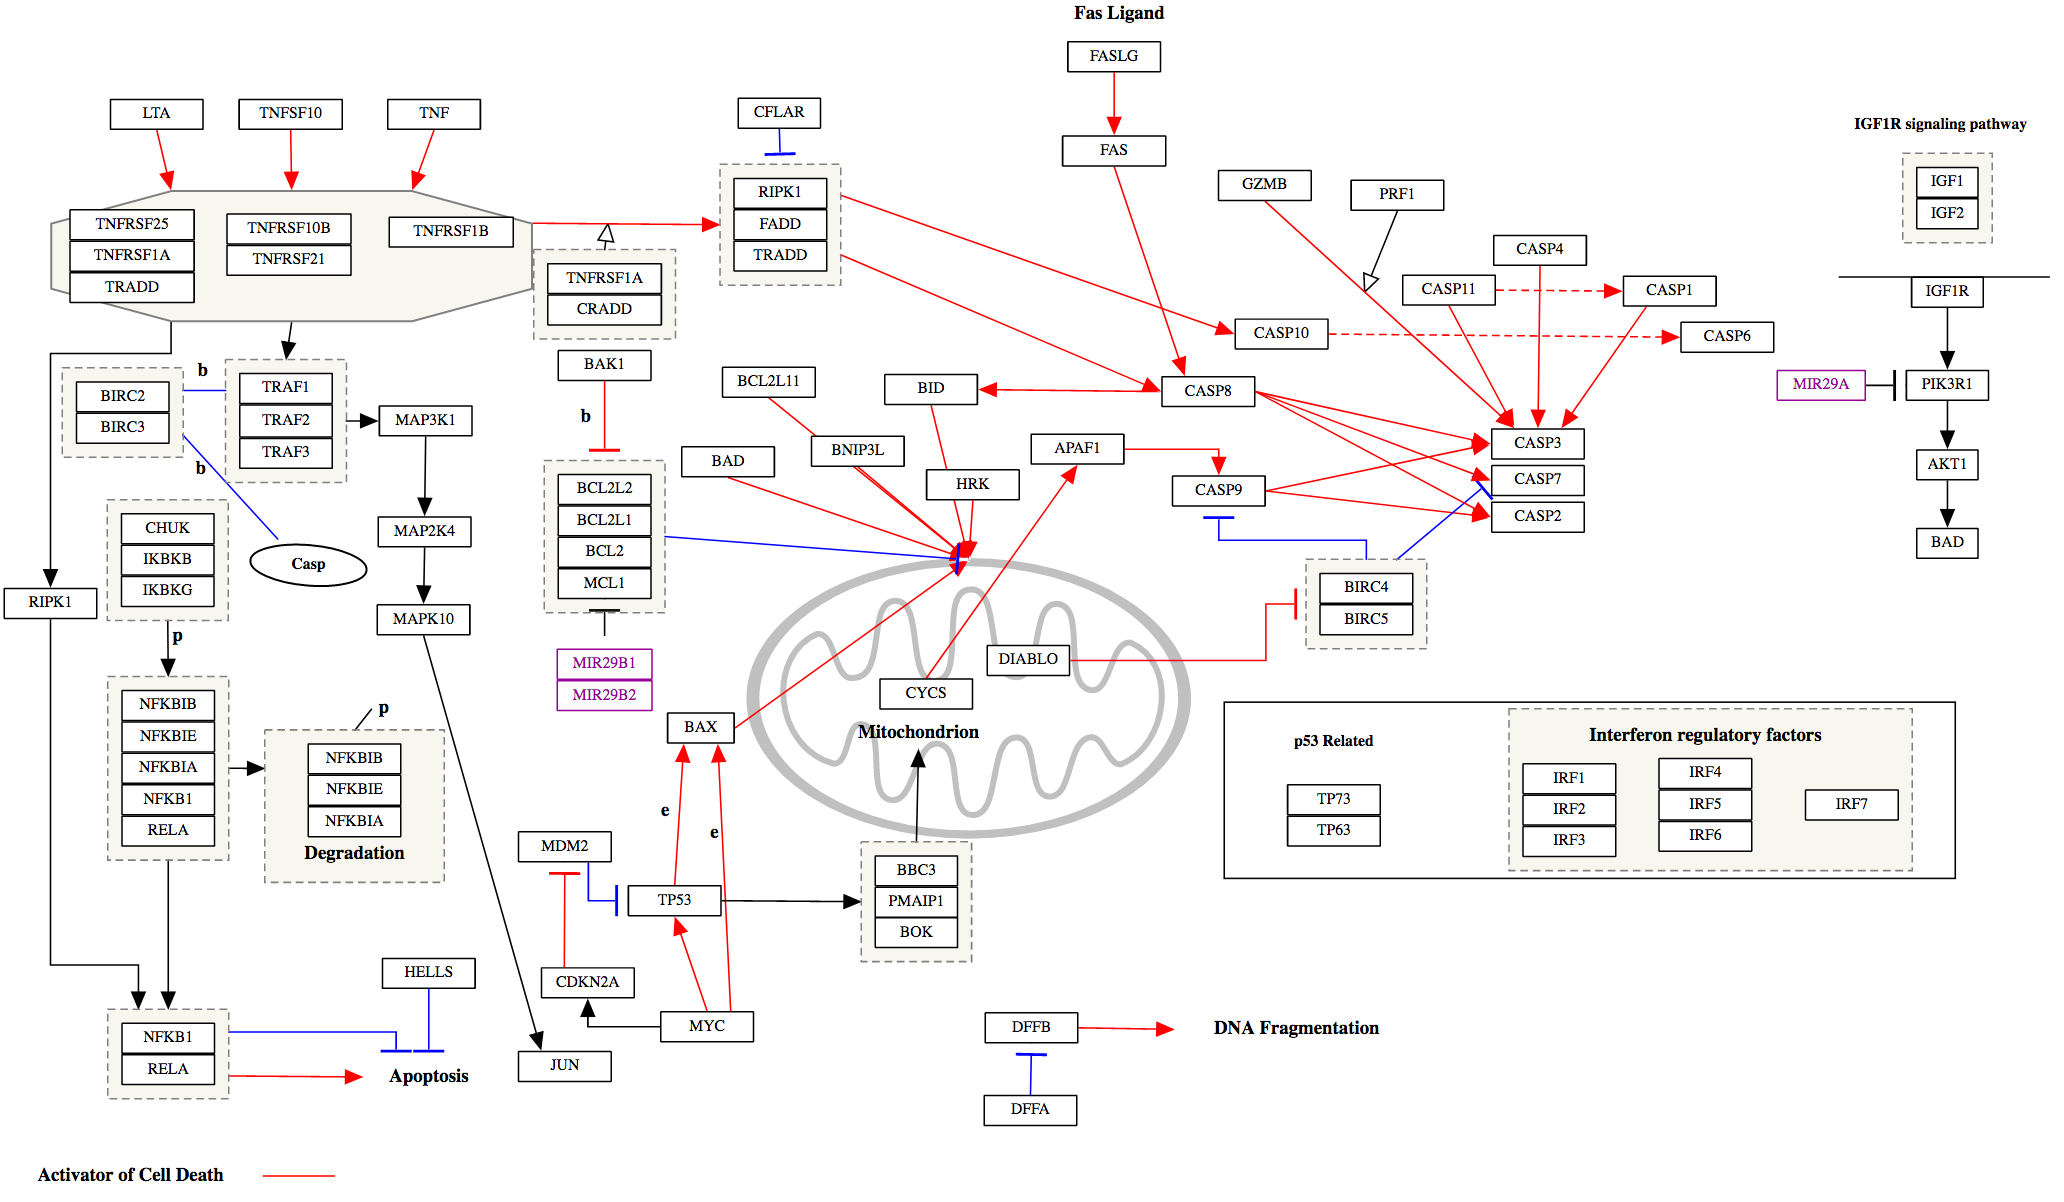 Fas Ligand
FASLG
LTA
TNFSF10
TNF
CFLAR
FAS
IGF1R signaling pathway
TNFRSF25
TNFRSF1A
TRADD
TNFRSF10B
TNFRSF21
TNFRSF1B
TNFRSF1A
CRADD
RIPK1
FADD
TRADD
GZMB
PRF1
CASP4
CASP11
CASP1
CASP10
CASP6
IGF1
IGF2
IGF1R
MIR29A
PIK3R1
AKT1
BAD
b
BIRC2
BIRC3
b
TRAF1
TRAF2
TRAF3
MAP3K1
BAK1
b
BCL2L11
BID
CASP8
BAD
BNIP3L
HRK
APAF1
CASP9
CASP3
CASP7
CASP2
BCL2L2
BCL2L1
BCL2
MCL1
CHUK
IKBKB
IKBKG
Casp
MAP2K4
MAPK10
RIPK1
p
MIR29B1
MIR29B2
BIRC4
BIRC5
DIABLO
CYCS
Mitochondrion
BAX
NFKBIB
NFKBIE
NFKBIA
NFKB1
RELA
p
NFKBIB
NFKBIE
NFKBIA
Degradation
e
e
MDM2
TP53
BBC3
PMAIP1
BOK
p53 Related
TP73
TP63
Interferon regulatory factors
IRF1
IRF2
IRF3
IRF4
IRF5
IRF6
IRF7
HELLS
CDKN2A
MYC
JUN
NFKB1
RELA
Apoptosis
DFFB
DNA Fragmentation
DFFA
Activator of Cell Death